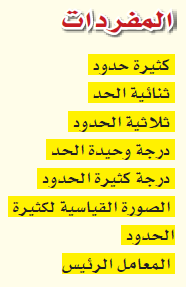 المفردات
كثيرة حدود
ثنائية الحد
ثلاثية الحدود
درجة وحيدة الحد
درجة كثيرة الحدود
الصورة القياسية لكثيرة
الحدود
المعامل الرئيس